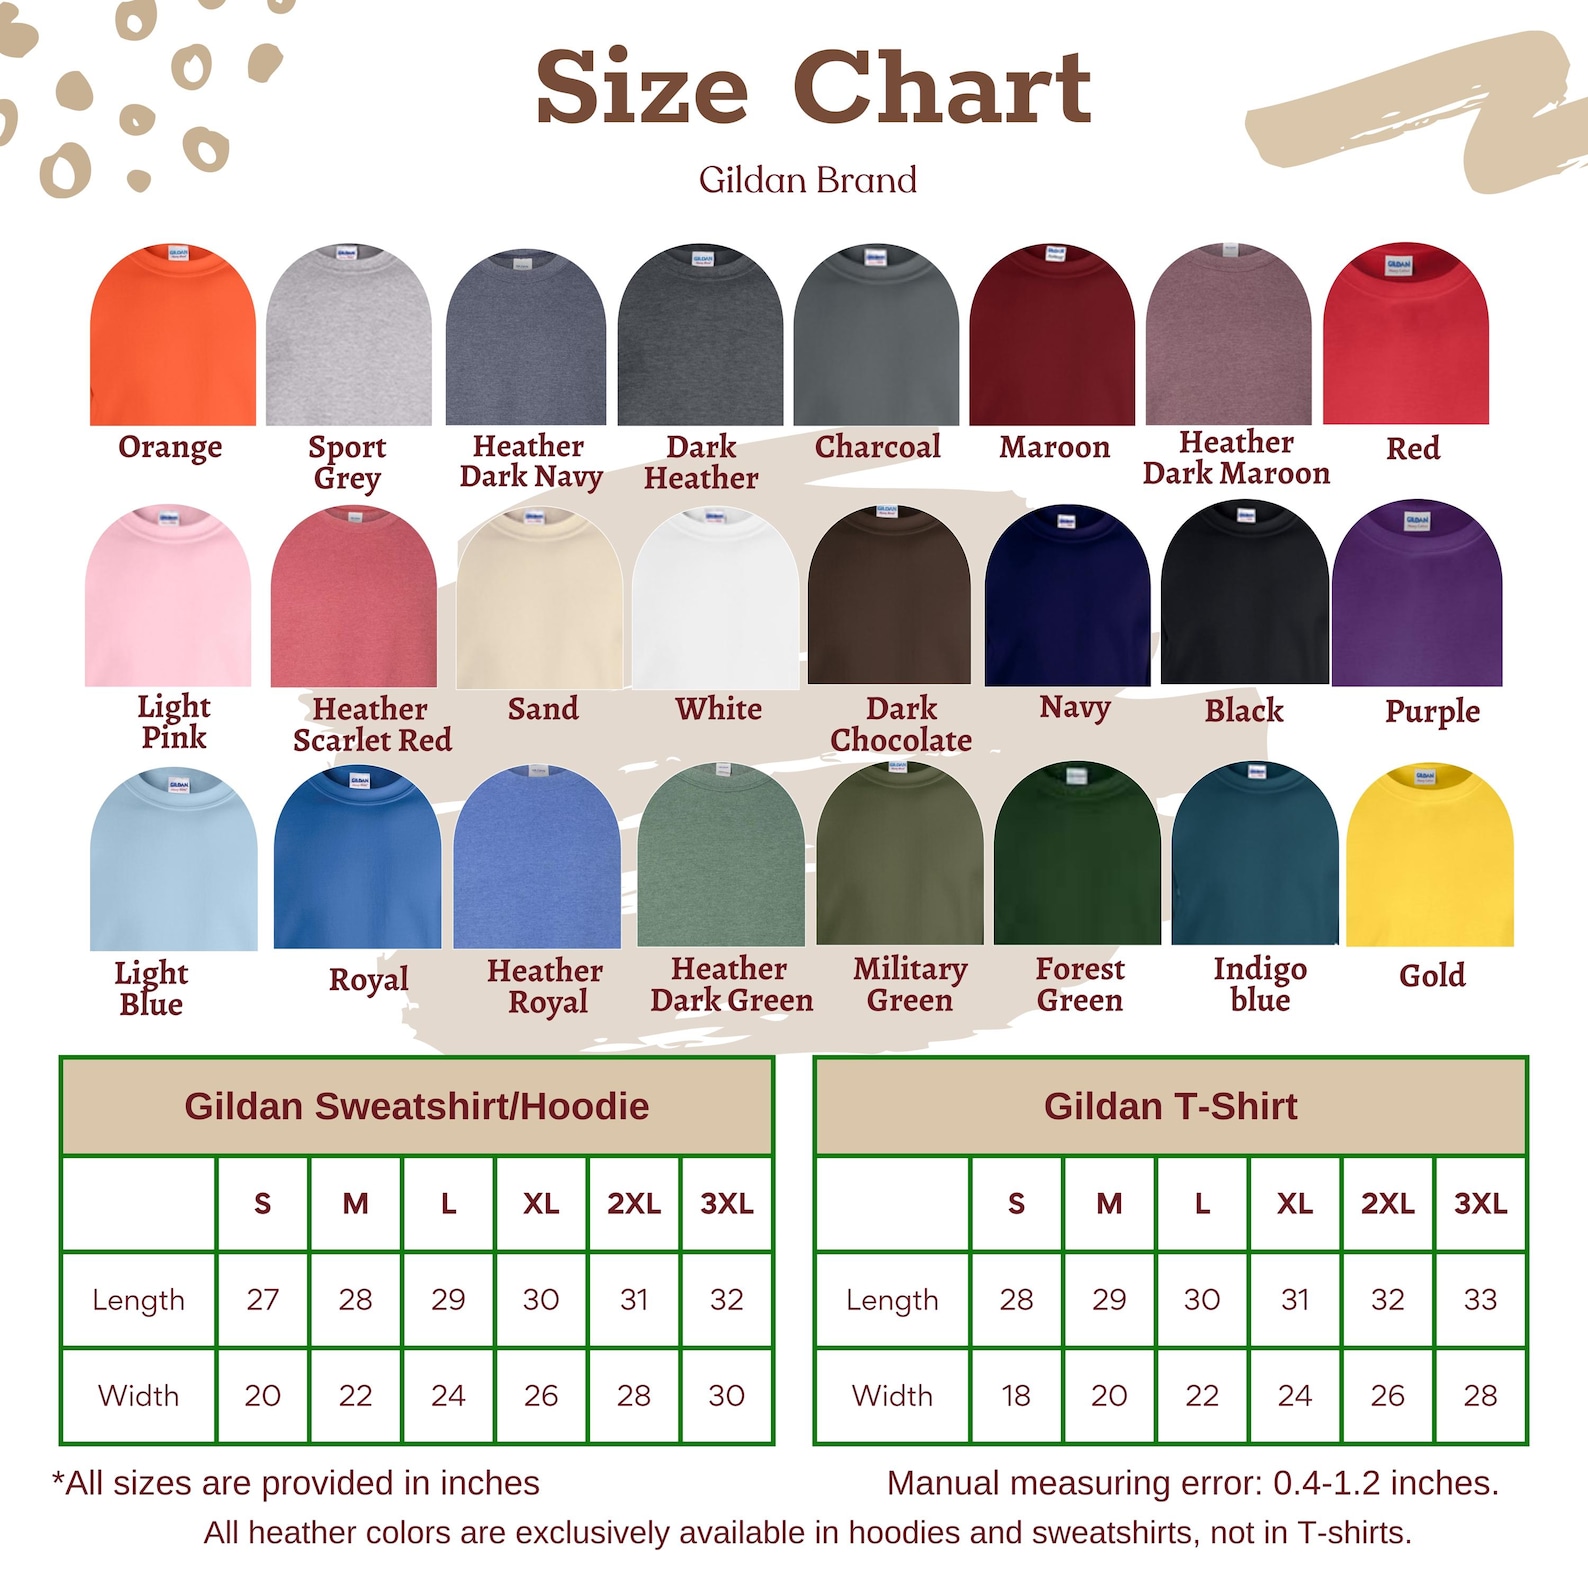 Size Chart
Gildan Brand
Orange
Sport
Grey
Heather
Dark Navy
Dark
Heather
Charcoal
Maroon
Heather
Dark Maroon
Red
Light
Pink
Heather
Scarlet Red
Sand
White
Dark
Chocolate
Navy
Black
Purple
Light
Blue
Royal
Heather
Royal
Heather
Dark Green
Military
Green
Forest
Green
Indigo
blue
Gold
Gildan Sweatshirt/Hoodie
S M L XL 2XL 3XL
Length 27 28 29 30 31 32
Width 20 22 24 26 28 30
Gildan T-Shirt
S M L XL 2XL 3XL
Length 28 29 30 31 32 33
Width 18 20 22 24 26 28
*All sizes are provided in inches
Manual measuring error: 0.4-1.2 inches.
All heather colors are exclusively available in hoodies and sweatshirts, not in T-shirts.